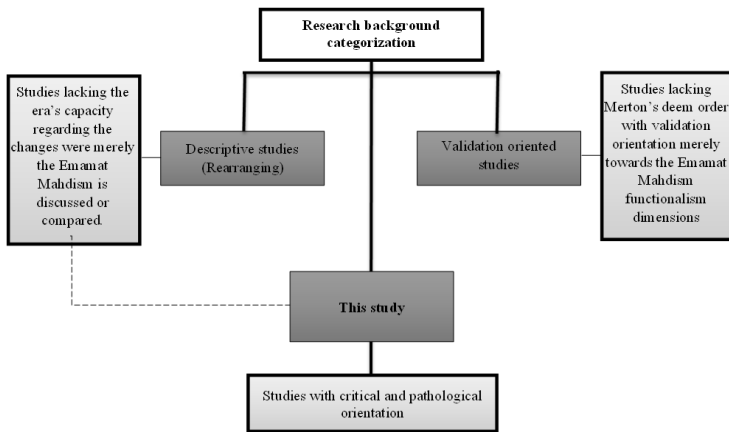 Research background
categorization
Studies lacking the
era's capacity
regarding the
changes were merely
the Emamat
Mahdism is
discussed or
compared.
Descriptive studies
(Rearranging)
Validation oriented
studies
Studies lacking
Merton's deem order
with validation
orientation merely
towards the Emamat
Mahdism
functionalism
dimensions
This study
Studies with critical and pathological
orientation